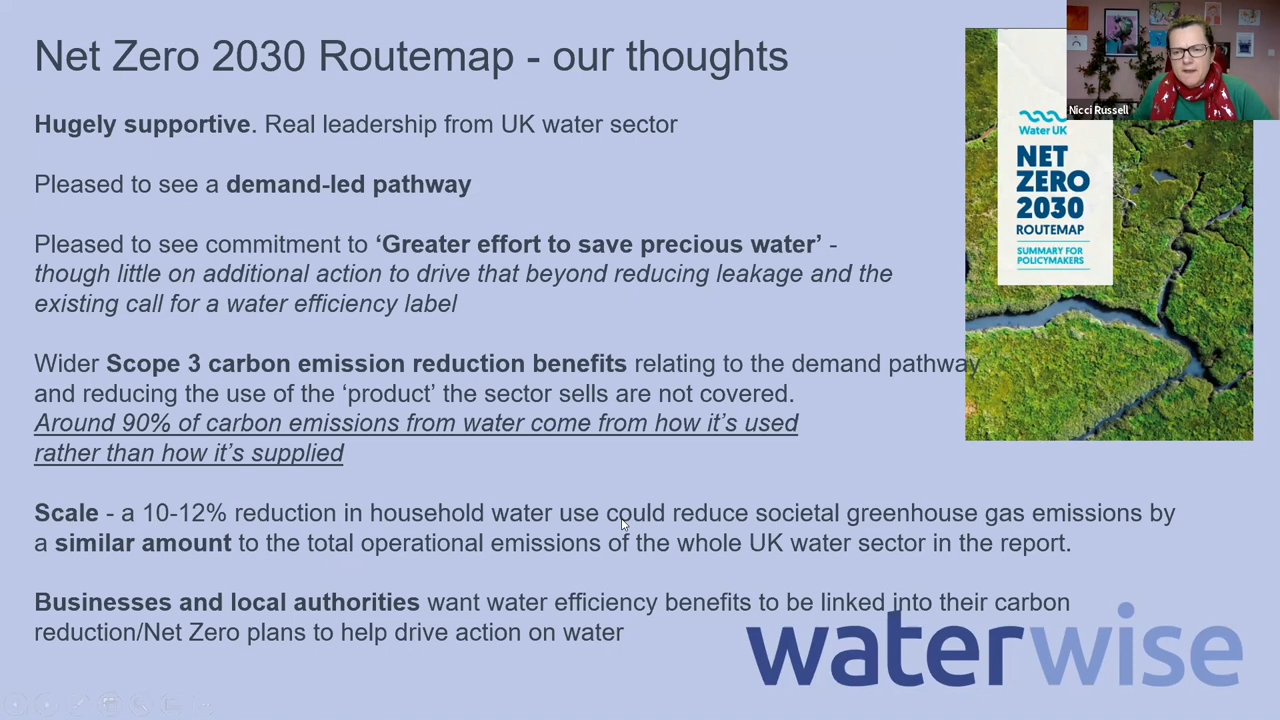 Net Zero 2030 Routemap - our thoughts
Hugely supportive. Real leadership from UK water sector
Pleased to see a demand-led pathway
Pleased to see commitment to ‘Greater effort to save precious water’ -
though little on additional action to drive that beyond reducing leakage and the
existing call for a water efficiency label
Wider Scope 3 carbon emission reduction benefits relating to the demand pathway
and reducing the use of the ‘product’ the sector sells are not covered.
Around 90% of carbon emissions from water come from how it’s used
rather than how it’s supplied
Scale - a 10-12% reduction in household water use could reduce societal greenhouse gas emissions by
a similar amount to the total operational emissions of the whole UK water sector in the report.
Businesses and local authorities want water efficiency benefits to be linked into their carbon
reduction/Net Zero plans to help drive action on water
Nicci Russell
Water UK
NET
ZERO
2030
ROUTEMAP
SUMMARY FOR
POLICYMAKERS
waterwise